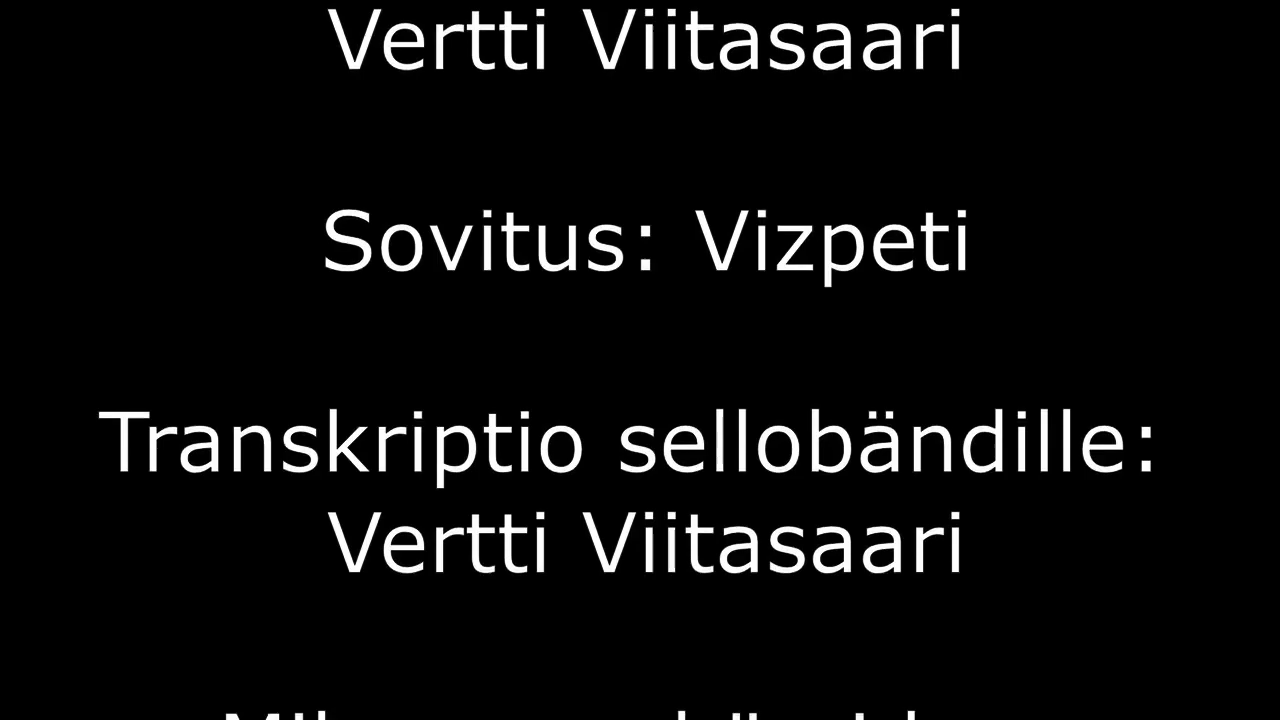 Vertti Viitasaari
Sovitus: Vizpeti
Transkriptio sellobändille:
Vertti Viitasaari